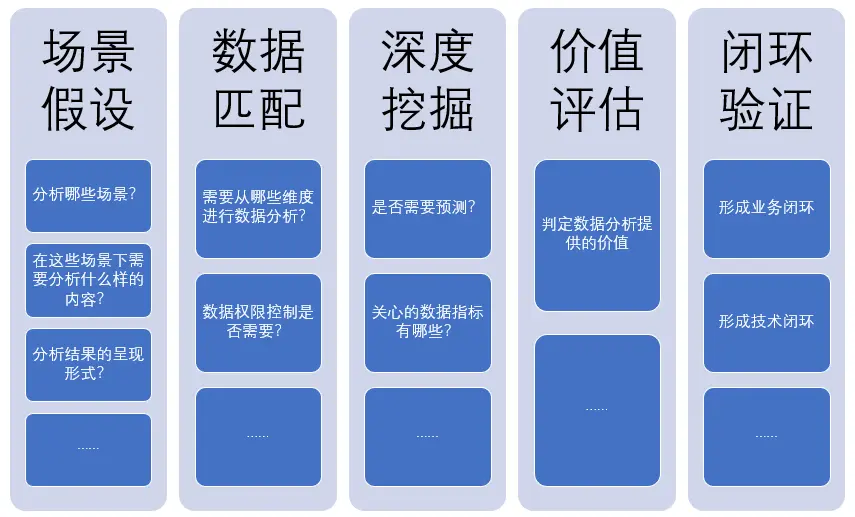 场景
假设
分析哪些场景？
在这些场景下需
要分析什么样的
内容？
分析结果的呈现
形式？
……
数据
匹配
需要从哪些维度
进行数据分析？
数据权限控制是
否需要？
……
深度
挖掘
是否需要预测？
关心的数据指标
有哪些？
……
价值
评估
判定数据分析提
供的价值
……
闭环
验证
形成业务闭环
形成技术闭环
……